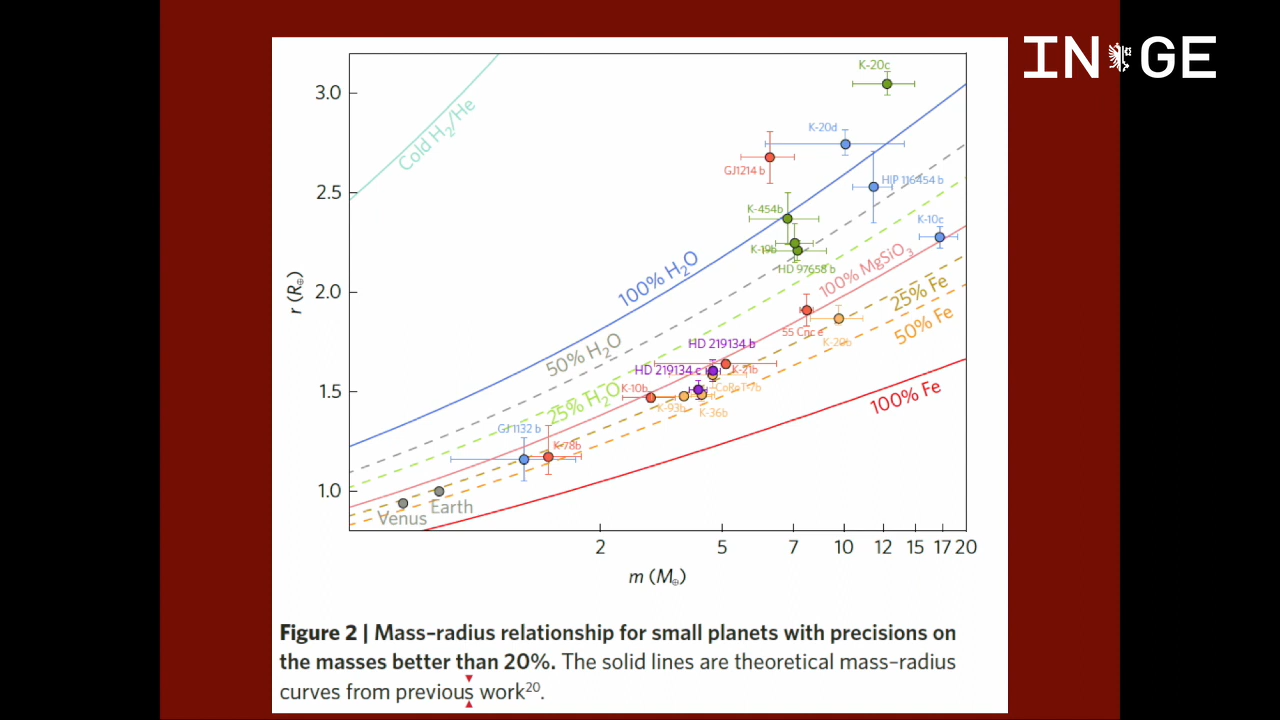 IN GE
K-20c
3.0
Cold H₂/He
K-20d
GJ1214 b
2.5
HIP 116454 b
K-454b
K-10c
K-19b
HD 97658 b
100% H₂O
100% MgSiO₃
r (R⊕)
2.0
25% Fe
55 Cnc e
50% Fe
K-20b
50% H₂O
HD 219134 b
HD 219134 c
K-21b
K-10b
CoRoT-7b
1.5
25% H₂O
K-93b
K-36b
100% Fe
GJ 1132 b
K-78b
1.0
Earth
Venus
2 5 7 10 12 15 17 20
m (M⊕)
Figure 2 | Mass–radius relationship for small planets with precisions on
the masses better than 20%. The solid lines are theoretical mass–radius
curves from previous work²⁰.